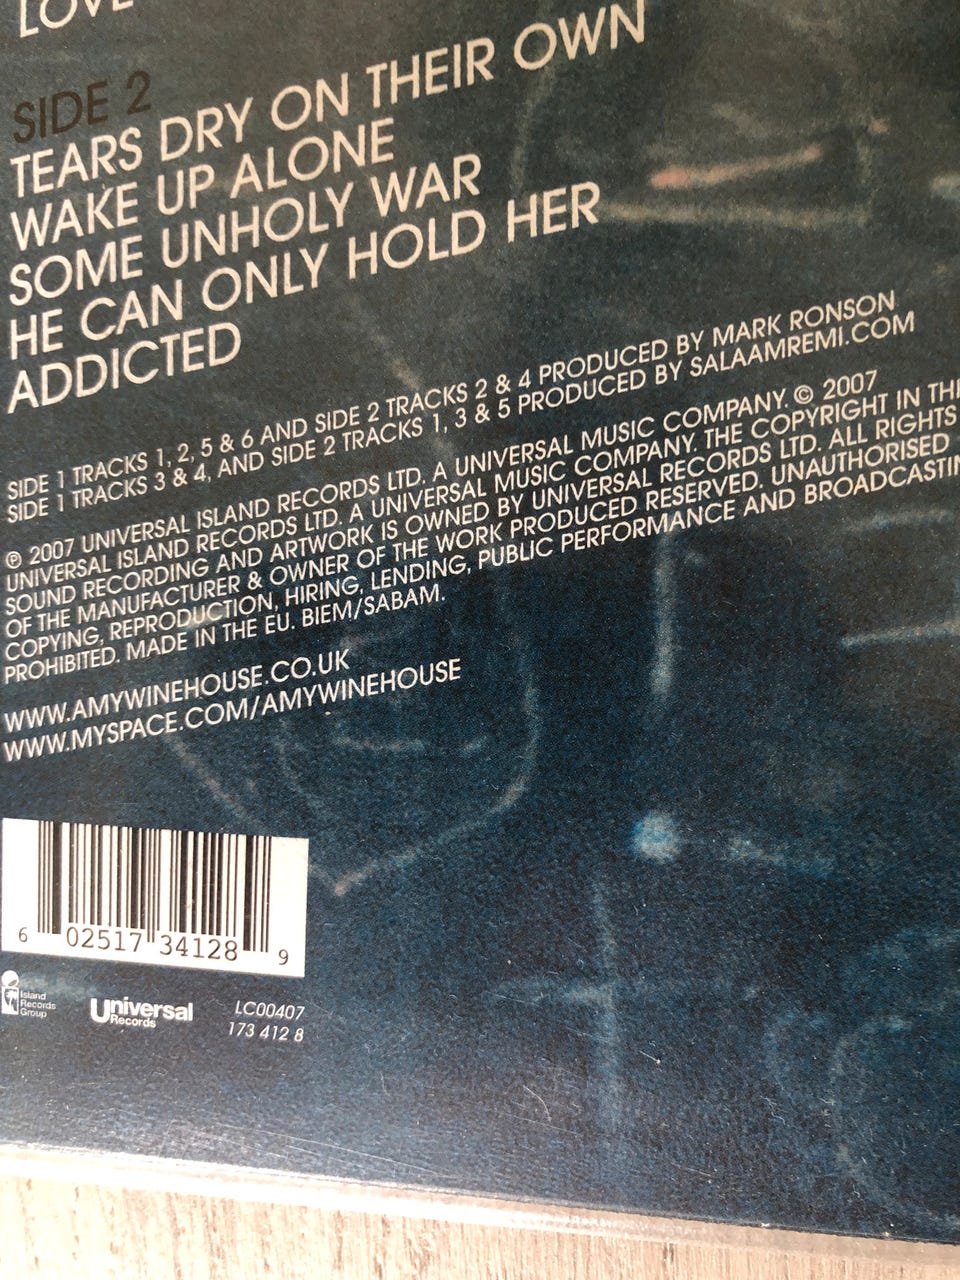 LOVE
SIDE 2
TEARS DRY ON THEIR OWN
WAKE UP ALONE
SOME UNHOLY WAR
HE CAN ONLY HOLD HER
ADDICTED
SIDE 1 TRACKS 1, 2, 5 & 6 AND SIDE 2 TRACKS 2 & 4 PRODUCED BY MARK RONSON
SIDE 1 TRACKS 3 & 4, AND SIDE 2 TRACKS 1, 3 & 5 PRODUCED BY SALAAMREMI.COM
℗ 2007 UNIVERSAL ISLAND RECORDS LTD. A UNIVERSAL MUSIC COMPANY. © 2007
UNIVERSAL ISLAND RECORDS LTD. A UNIVERSAL MUSIC COMPANY. THE COPYRIGHT IN THI
SOUND RECORDING AND ARTWORK IS OWNED BY UNIVERSAL RECORDS LTD. ALL RIGHTS
OF THE MANUFACTURER & OWNER OF THE WORK PRODUCED RESERVED. UNAUTHORISED
COPYING, REPRODUCTION, HIRING, LENDING, PUBLIC PERFORMANCE AND BROADCASTIN
PROHIBITED. MADE IN THE EU. BIEM/SABAM.
WWW.AMYWINEHOUSE.CO.UK
WWW.MYSPACE.COM/AMYWINEHOUSE
6 02517 34128 9
Island
Records
Group
Universal
Records
LC00407
173 412 8